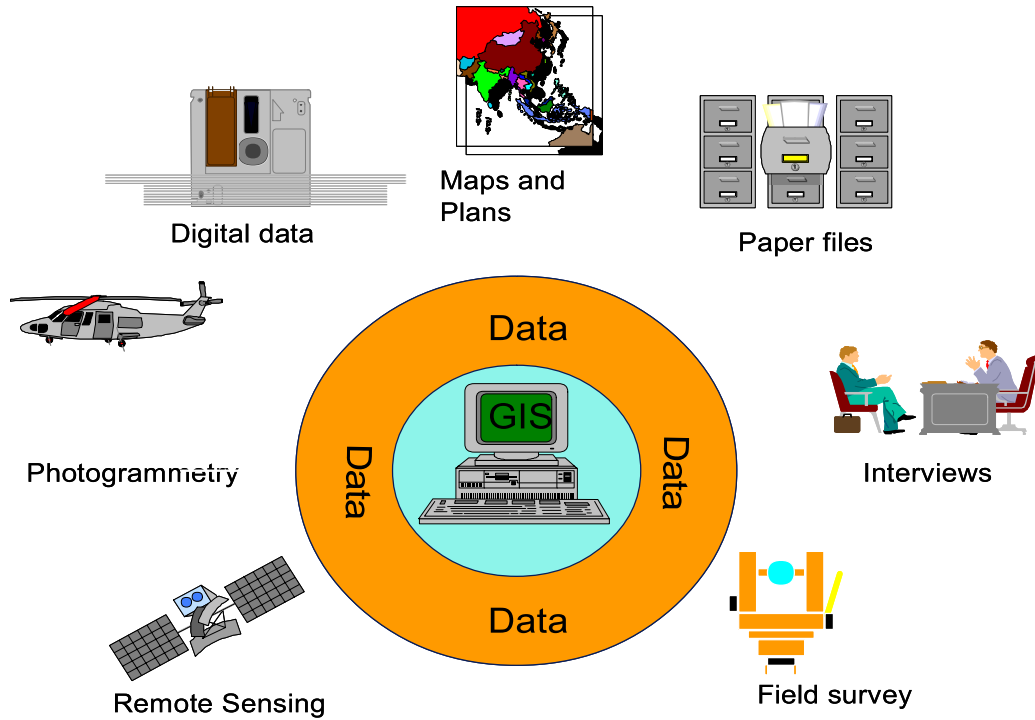 Maps and
Plans
Digital data
Paper files
Data
GIS
Data
Data
Photogrammetry
Interviews
Data
Remote Sensing
Field survey